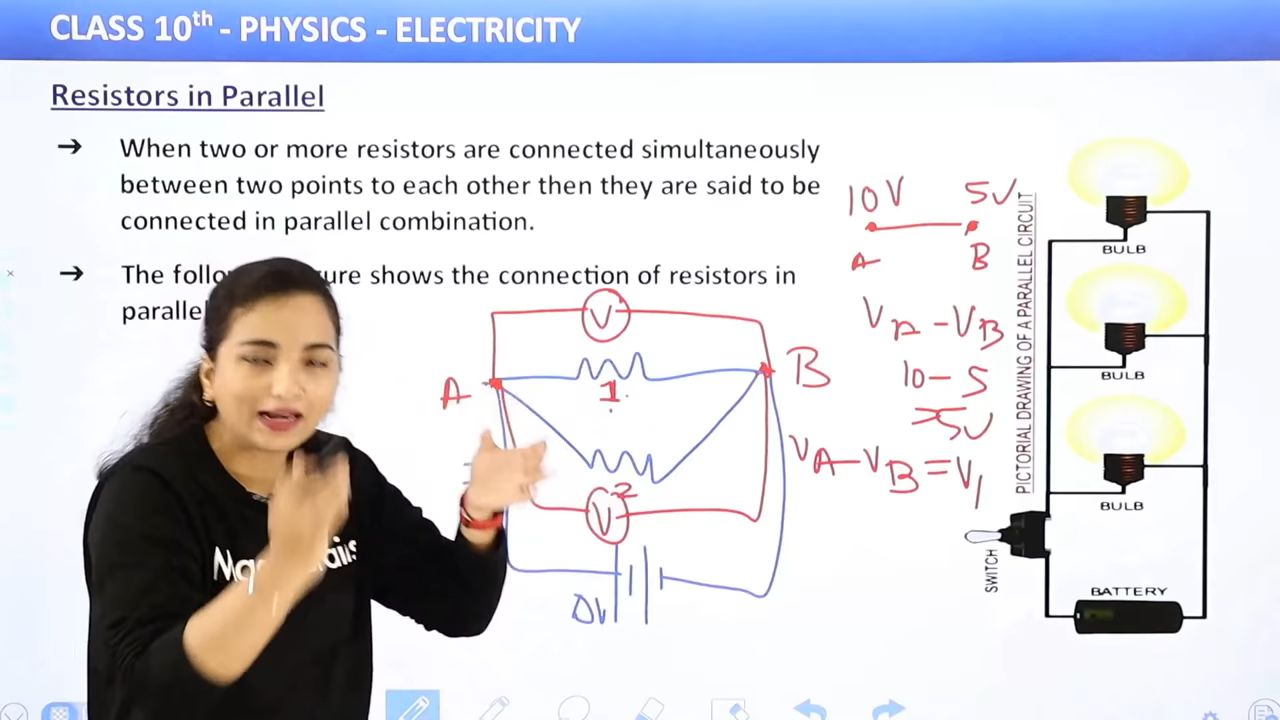 CLASS 10th - PHYSICS - ELECTRICITY
Resistors in Parallel
➔ When two or more resistors are connected simultaneously
between two points to each other then they are said to be
connected in parallel combination.
➔ The follo ure shows the connection of resistors in
paralle
10V 5V
A B
VA - VB
10 - 5
5V
VA - VB = V1
V
A B
1
2
V
DV
PICTORIAL DRAWING OF A PARALLEL CIRCUIT
BULB
BULB
BULB
SWITCH
BATTERY